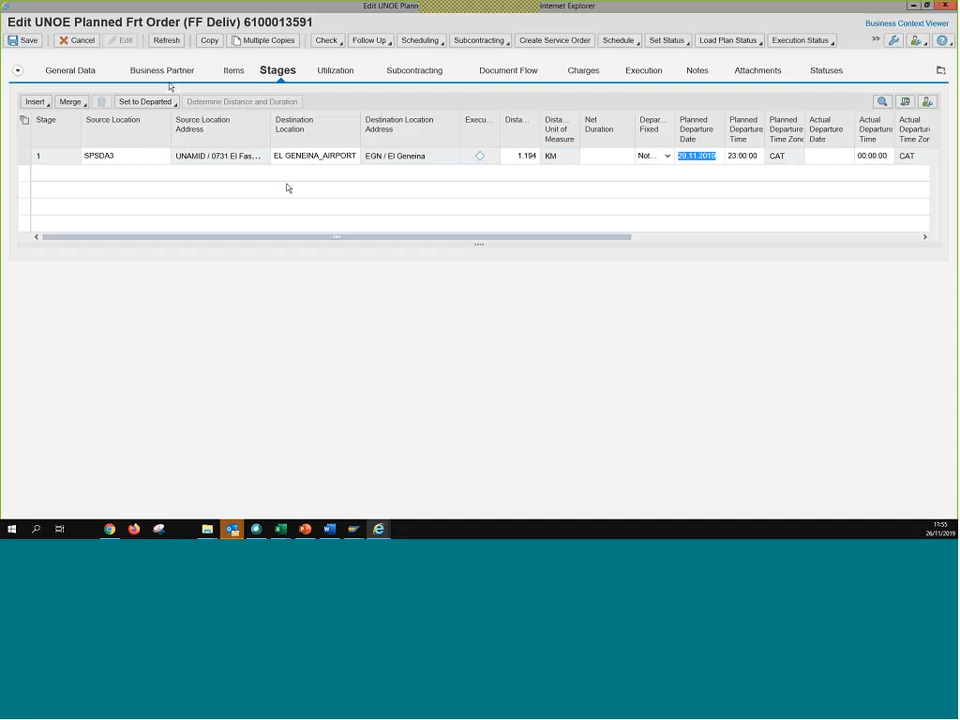 Edit UNOE Plann
Internet Explorer
Edit UNOE Planned Frt Order (FF Deliv) 6100013591
Business Context Viewer
Save Cancel Edit Refresh Copy Multiple Copies Check Follow Up Scheduling Subcontracting Create Service Order Schedule Set Status Load Plan Status Execution Status
General Data Business Partner Items Stages Utilization Subcontracting Document Flow Charges Execution Notes Attachments Statuses
Insert Merge Set to Departed Determine Distance and Duration
Stage
Source Location
Source Location
Address
Destination
Location
Destination Location
Address
Execu...
Dista...
Dista...
Unit of
Measure
Net
Duration
Depar...
Fixed
Planned
Departure
Date
Planned
Departure
Time
Planned
Departure
Time Zone
Actual
Departure
Date
Actual
Departure
Time
Actual
Departur
Time Zor
1 SPSDA3 UNAMID / 0731 El Fas... EL GENEINA_AIRPORT EGN / El Geneina 1.194 KM Not... 29.11.2019 23:00:00 CAT 00:00:00 CAT
11:55
26/11/2019